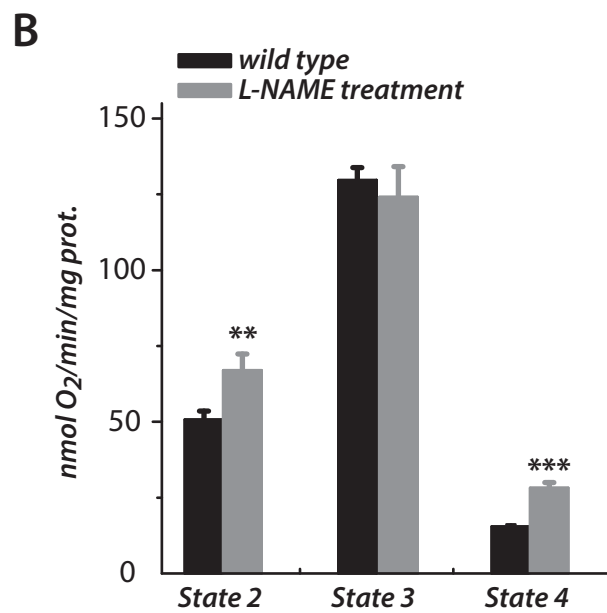 B
wild type
L-NAME treatment
nmol O₂/min/mg prot.
150
100
50
0
**
***
State 2 State 3 State 4